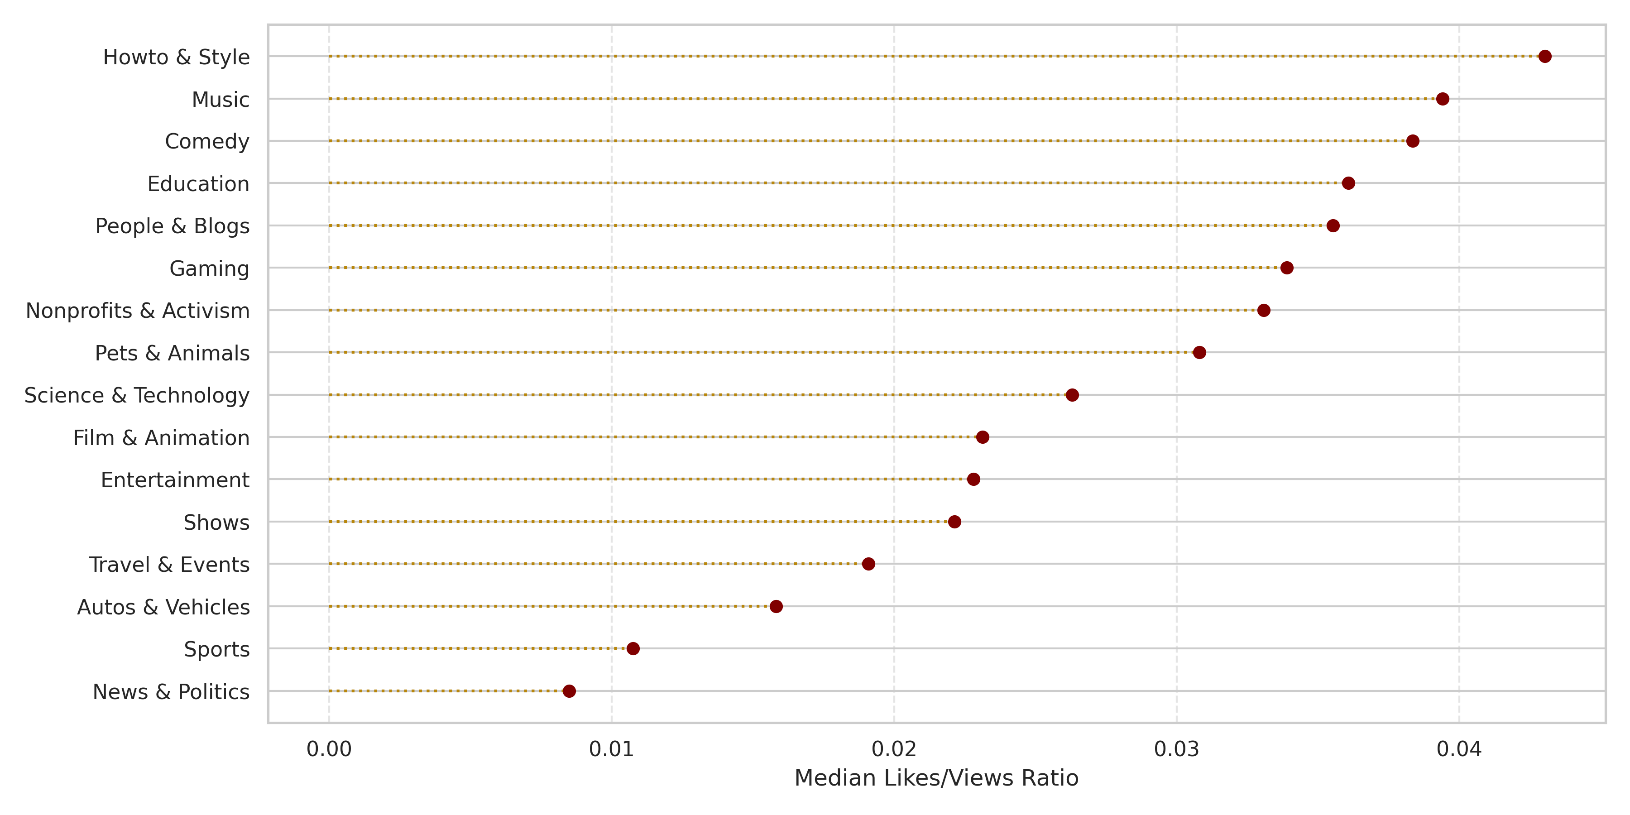 Howto & Style
Music
Comedy
Education
People & Blogs
Gaming
Nonprofits & Activism
Pets & Animals
Science & Technology
Film & Animation
Entertainment
Shows
Travel & Events
Autos & Vehicles
Sports
News & Politics
0.00 0.01 0.02 0.03 0.04
Median Likes/Views Ratio